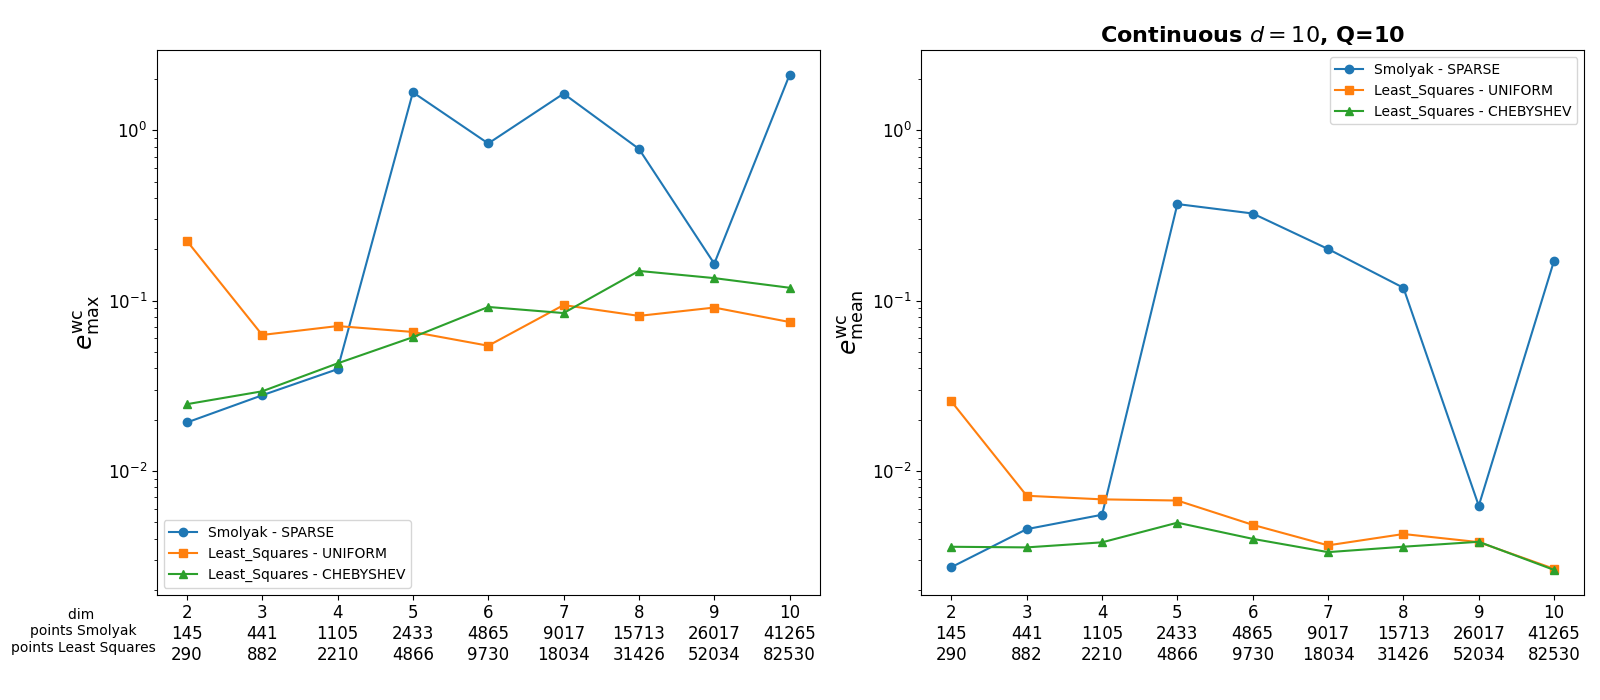 Continuous d = 10, Q=10
e^wc_max
10^0
10^-1
10^-2
Smolyak - SPARSE
Least_Squares - UNIFORM
Least_Squares - CHEBYSHEV
dim
2 3 4 5 6 7 8 9 10
points Smolyak
145 441 1105 2433 4865 9017 15713 26017 41265
points Least Squares
290 882 2210 4866 9730 18034 31426 52034 82530
e^wc_mean
10^0
10^-1
10^-2
Smolyak - SPARSE
Least_Squares - UNIFORM
Least_Squares - CHEBYSHEV
2 3 4 5 6 7 8 9 10
145 441 1105 2433 4865 9017 15713 26017 41265
290 882 2210 4866 9730 18034 31426 52034 82530